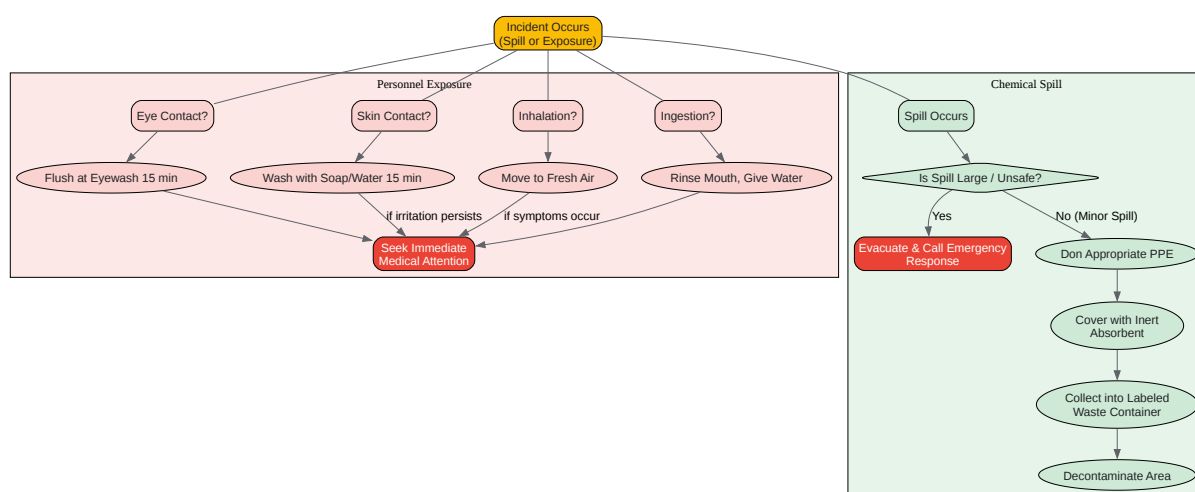 Incident Occurs
(Spill or Exposure)
Personnel Exposure
Chemical Spill
Eye Contact?
Skin Contact?
Inhalation?
Ingestion?
Spill Occurs
Flush at Eyewash 15 min
Wash with Soap/Water 15 min
Move to Fresh Air
Rinse Mouth, Give Water
Is Spill Large / Unsafe?
if irritation persists
if symptoms occur
Yes
No (Minor Spill)
Seek Immediate
Medical Attention
Evacuate & Call Emergency
Response
Don Appropriate PPE
Cover with Inert
Absorbent
Collect into Labeled
Waste Container
Decontaminate Area